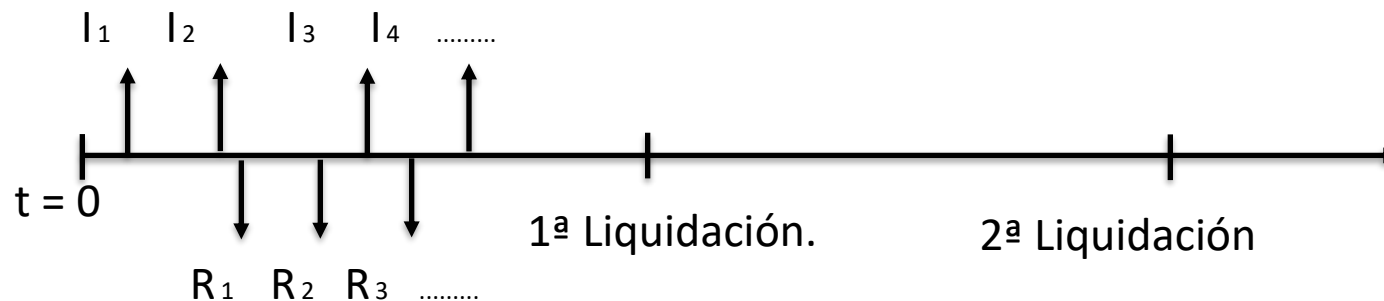 I1 I2 I3 I4 .........
t = 0
1ª Liquidación. 2ª Liquidación
R1 R2 R3 .........